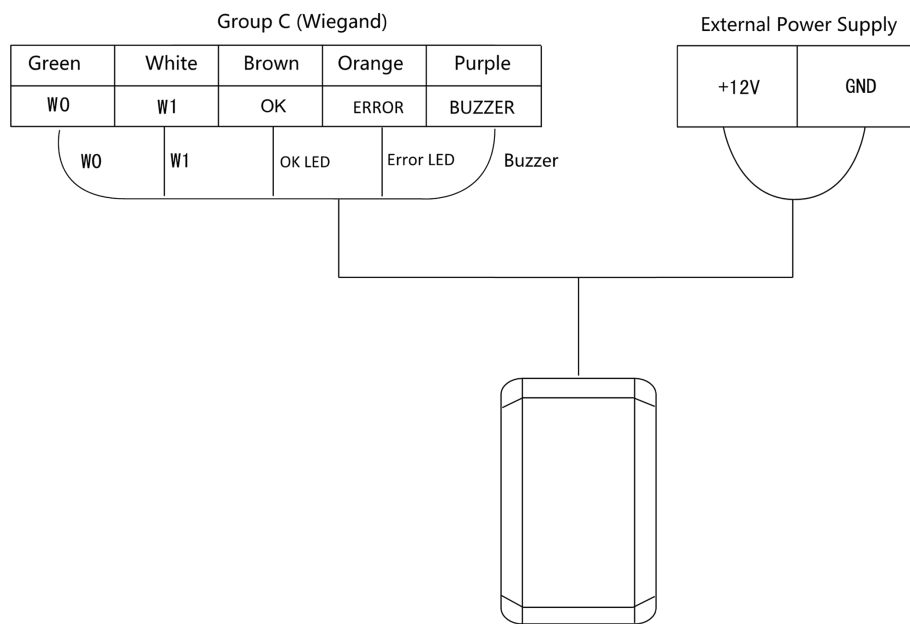 Group C (Wiegand)
External Power Supply
Green White Brown Orange Purple
W0 W1 OK ERROR BUZZER
+12V GND
W0 W1 OK LED Error LED Buzzer